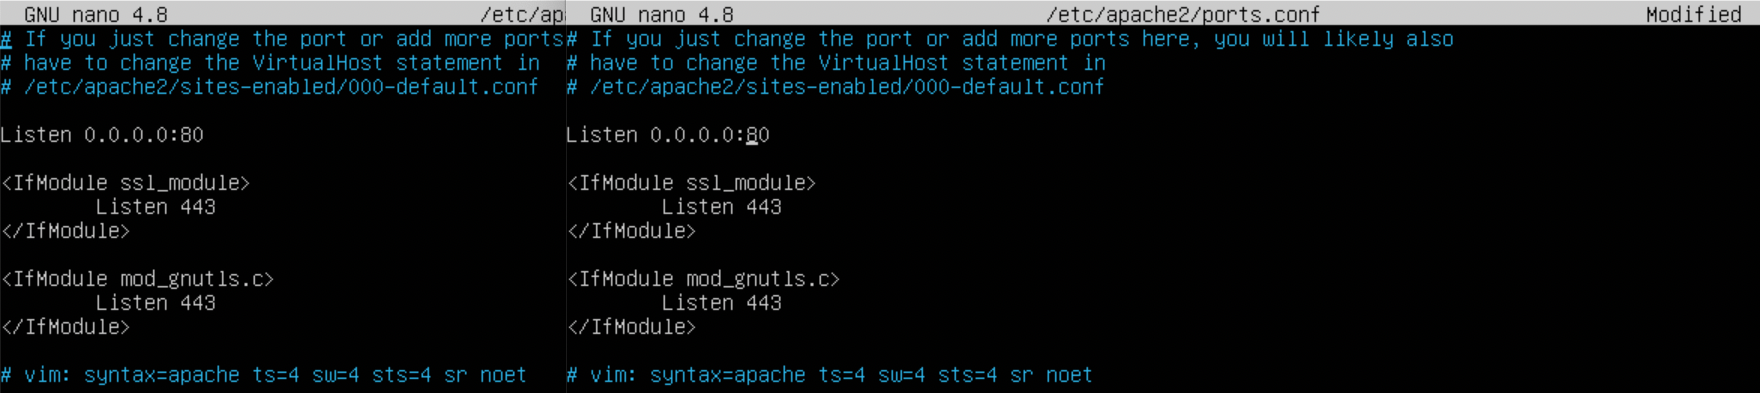 GNU nano 4.8 /etc/ap
# If you just change the port or add more ports
# have to change the VirtualHost statement in
# /etc/apache2/sites-enabled/000-default.conf
Listen 0.0.0.0:80
<IfModule ssl_module>
Listen 443
</IfModule>
<IfModule mod_gnutls.c>
Listen 443
</IfModule>
# vim: syntax=apache ts=4 sw=4 sts=4 sr noet
GNU nano 4.8 /etc/apache2/ports.conf Modified
# If you just change the port or add more ports here, you will likely also
# have to change the VirtualHost statement in
# /etc/apache2/sites-enabled/000-default.conf
Listen 0.0.0.0:80
<IfModule ssl_module>
Listen 443
</IfModule>
<IfModule mod_gnutls.c>
Listen 443
</IfModule>
# vim: syntax=apache ts=4 sw=4 sts=4 sr noet